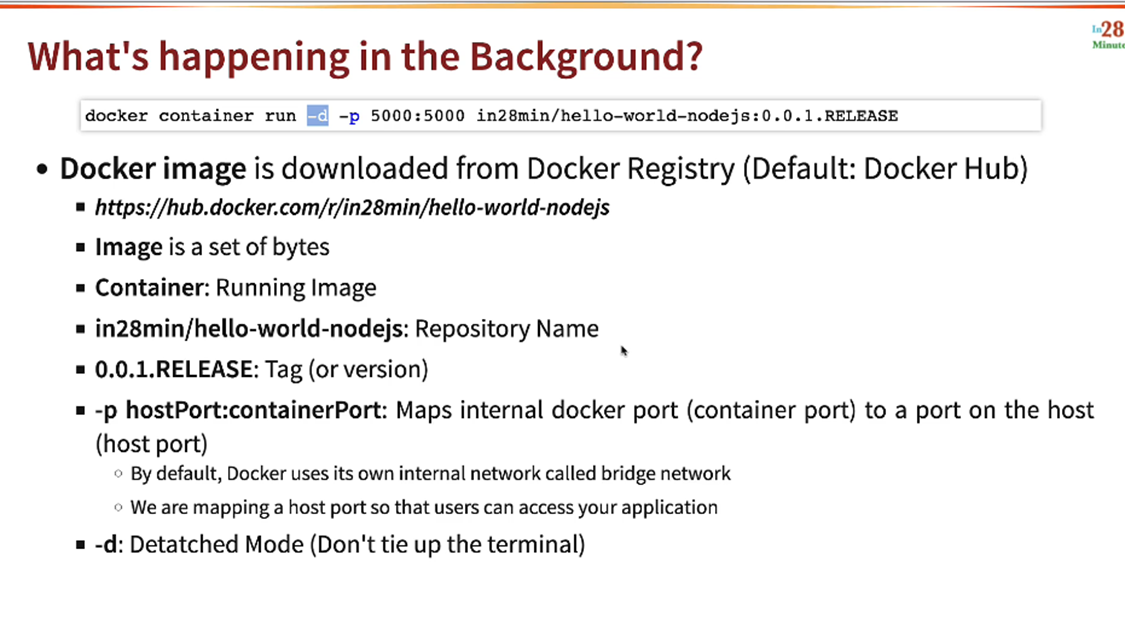 What's happening in the Background?
In28
Minute
docker container run -d -p 5000:5000 in28min/hello-world-nodejs:0.0.1.RELEASE
• Docker image is downloaded from Docker Registry (Default: Docker Hub)
▪ https://hub.docker.com/r/in28min/hello-world-nodejs
▪ Image is a set of bytes
▪ Container: Running Image
▪ in28min/hello-world-nodejs: Repository Name
▪ 0.0.1.RELEASE: Tag (or version)
▪ -p hostPort:containerPort: Maps internal docker port (container port) to a port on the host
(host port)
○ By default, Docker uses its own internal network called bridge network
○ We are mapping a host port so that users can access your application
▪ -d: Detatched Mode (Don't tie up the terminal)